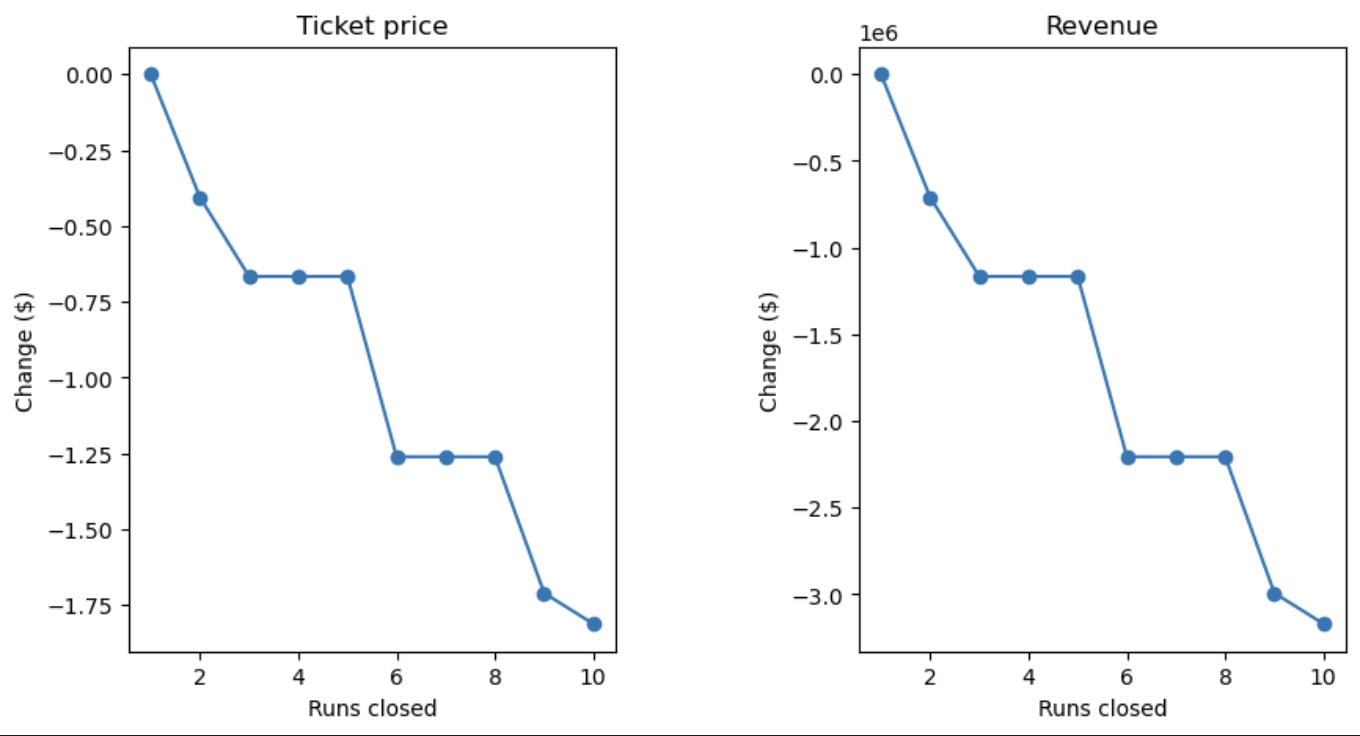 Ticket price
0.00
−0.25
−0.50
−0.75
−1.00
−1.25
−1.50
−1.75
Change ($)
2 4 6 8 10
Runs closed
1e6
Revenue
0.0
−0.5
−1.0
−1.5
−2.0
−2.5
−3.0
Change ($)
2 4 6 8 10
Runs closed